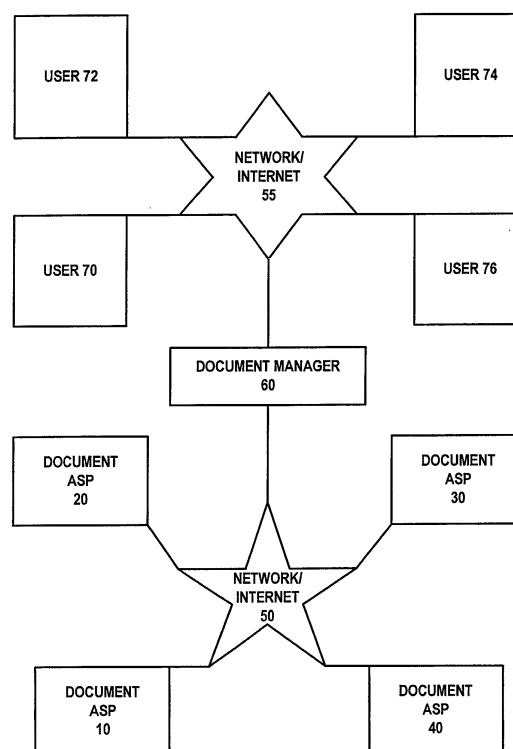 USER 72
USER 74
NETWORK/
INTERNET
55
USER 70
USER 76
DOCUMENT MANAGER
60
DOCUMENT
ASP
20
DOCUMENT
ASP
30
NETWORK/
INTERNET
50
DOCUMENT
ASP
10
DOCUMENT
ASP
40